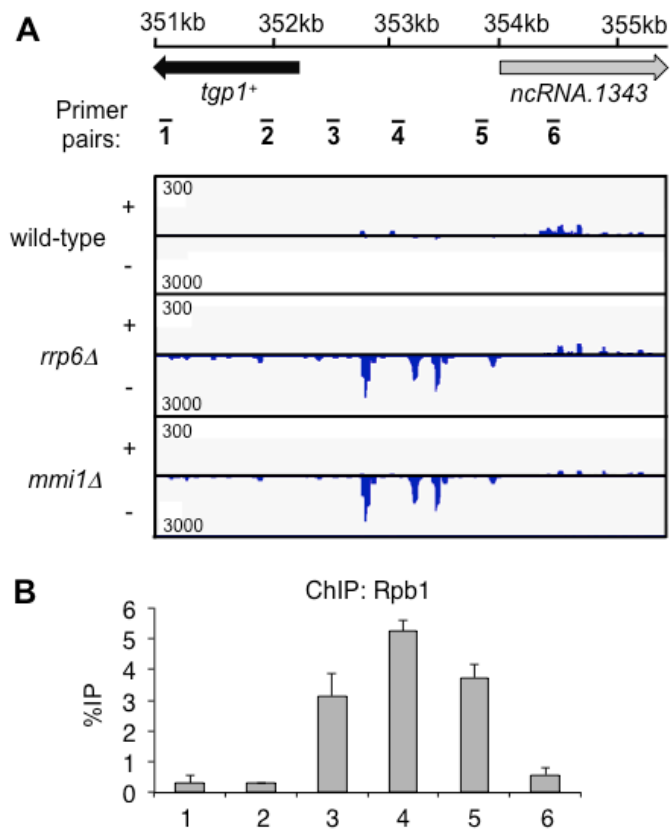 A
351kb 352kb 353kb 354kb 355kb
tgp1⁺ ncRNA.1343
Primer
pairs:
1 2 3 4 5 6
300
+
wild-type
-
3000
300
+
rrp6Δ
-
3000
300
+
mmi1Δ
-
3000
B
ChIP: Rpb1
%IP
6
5
4
3
2
1
0
1 2 3 4 5 6